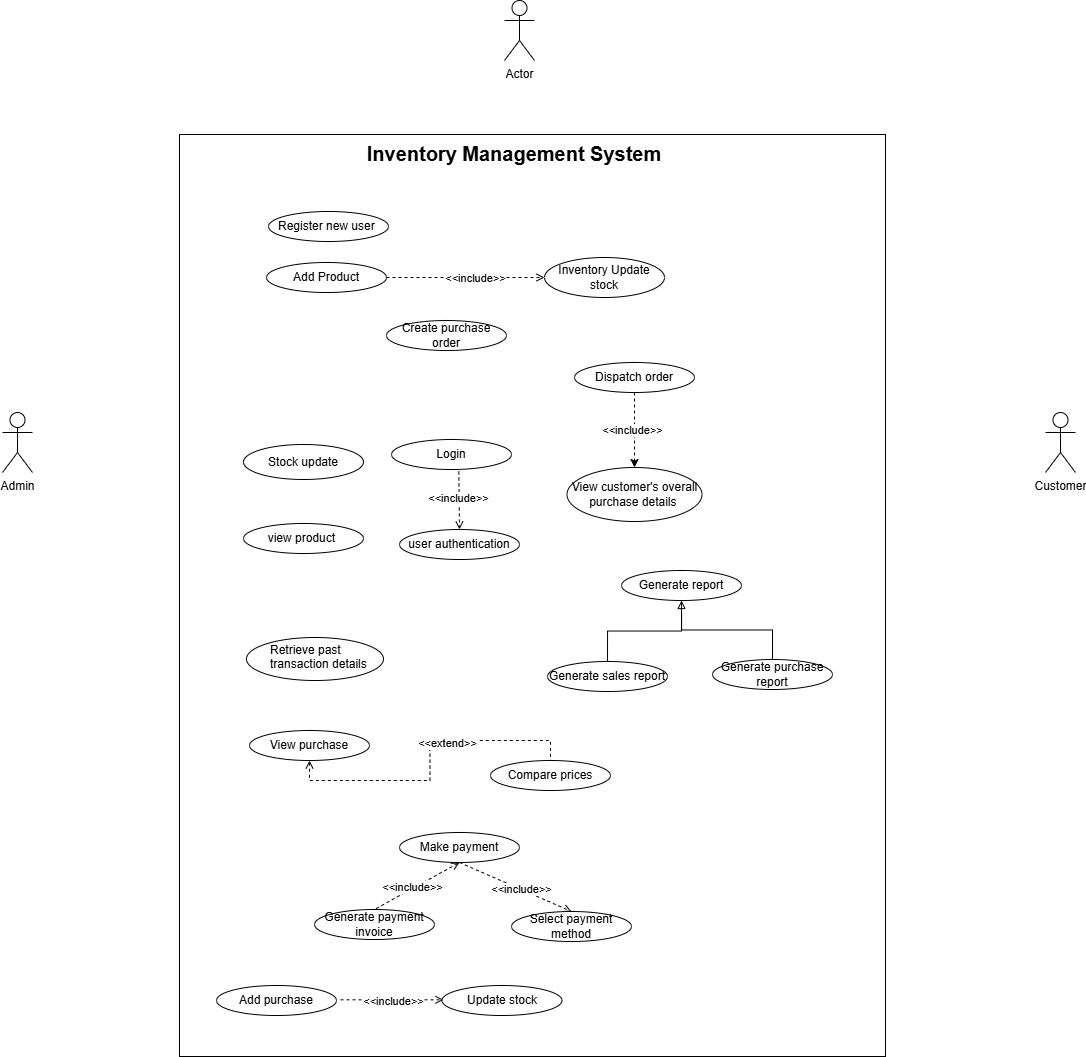 Actor
Inventory Management System
Register new user
Add Product
<<include>>
Inventory Update
stock
Create purchase
order
Dispatch order
<<include>>
Admin
Customer
Stock update
Login
<<include>>
View customer's overall
purchase details
view product
user authentication
Generate report
Retrieve past
transaction details
Generate sales report
Generate purchase
report
View purchase
<<extend>>
Compare prices
Make payment
<<include>>
<<include>>
Generate payment
invoice
Select payment
method
Add purchase
<<include>>
Update stock